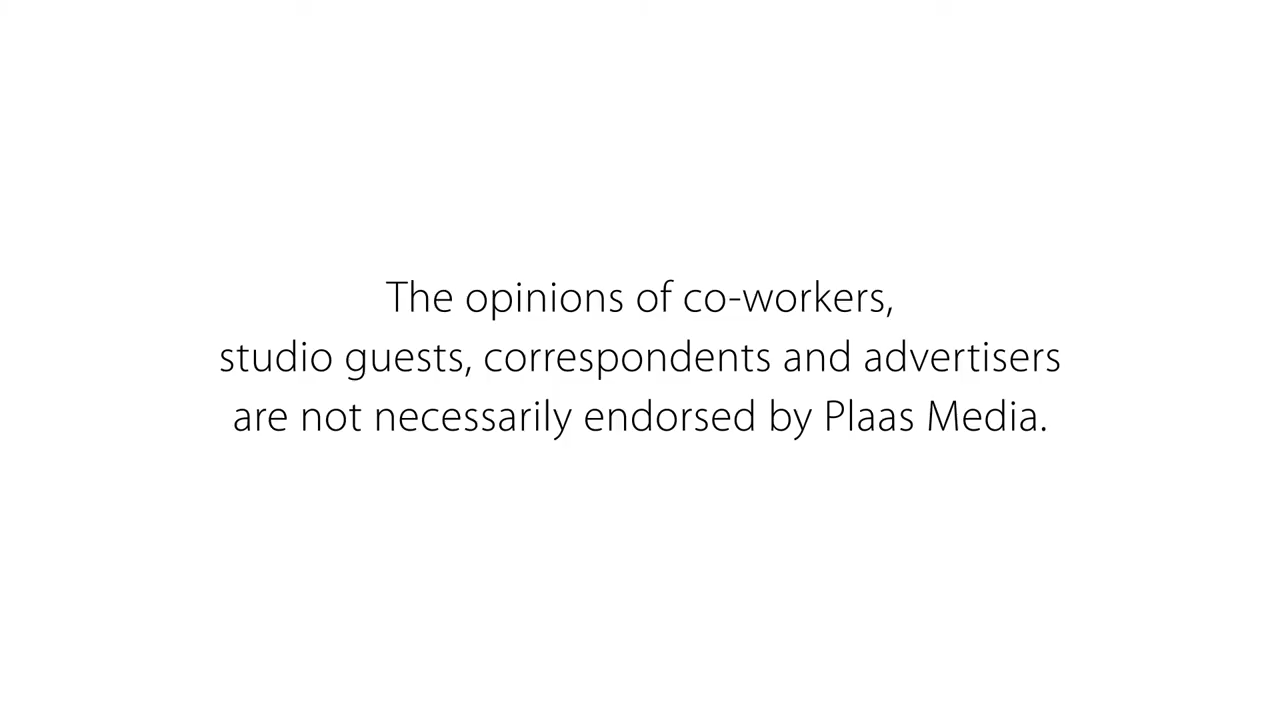 The opinions of co-workers,
studio guests, correspondents and advertisers
are not necessarily endorsed by Plaas Media.